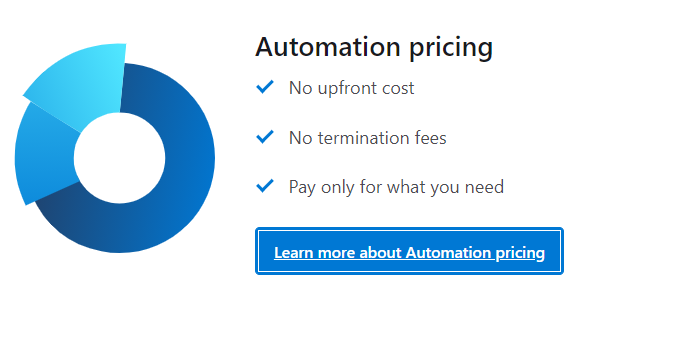 Automation pricing
No upfront cost
No termination fees
Pay only for what you need
Learn more about Automation pricing